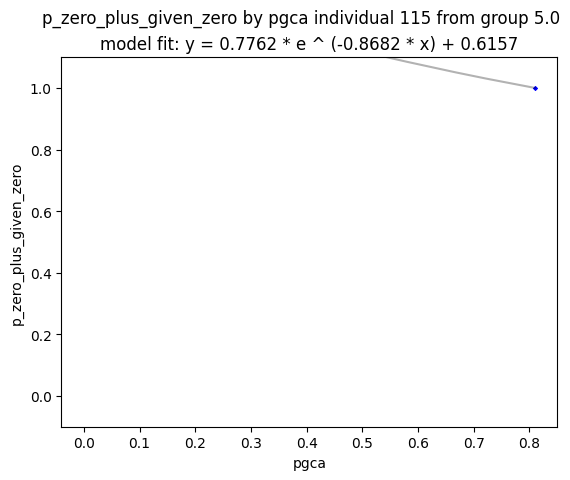 p_zero_plus_given_zero by pgca individual 115 from group 5.0
model fit: y = 0.7762 * e ^ (-0.8682 * x) + 0.6157
p_zero_plus_given_zero
1.0
0.8
0.6
0.4
0.2
0.0
0.0 0.1 0.2 0.3 0.4 0.5 0.6 0.7 0.8
pgca